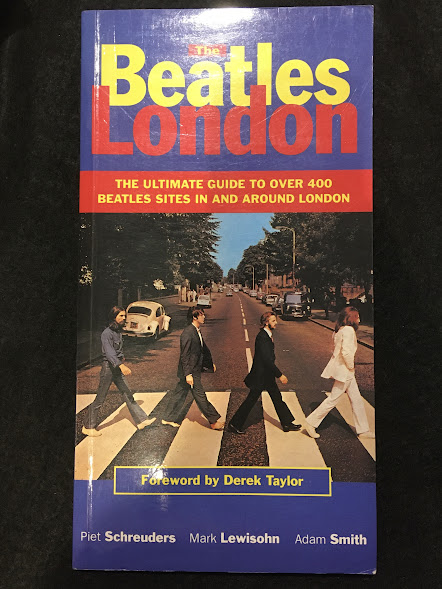 The
Beatles
London
THE ULTIMATE GUIDE TO OVER 400
BEATLES SITES IN AND AROUND LONDON
Foreword by Derek Taylor
Piet Schreuders Mark Lewisohn Adam Smith